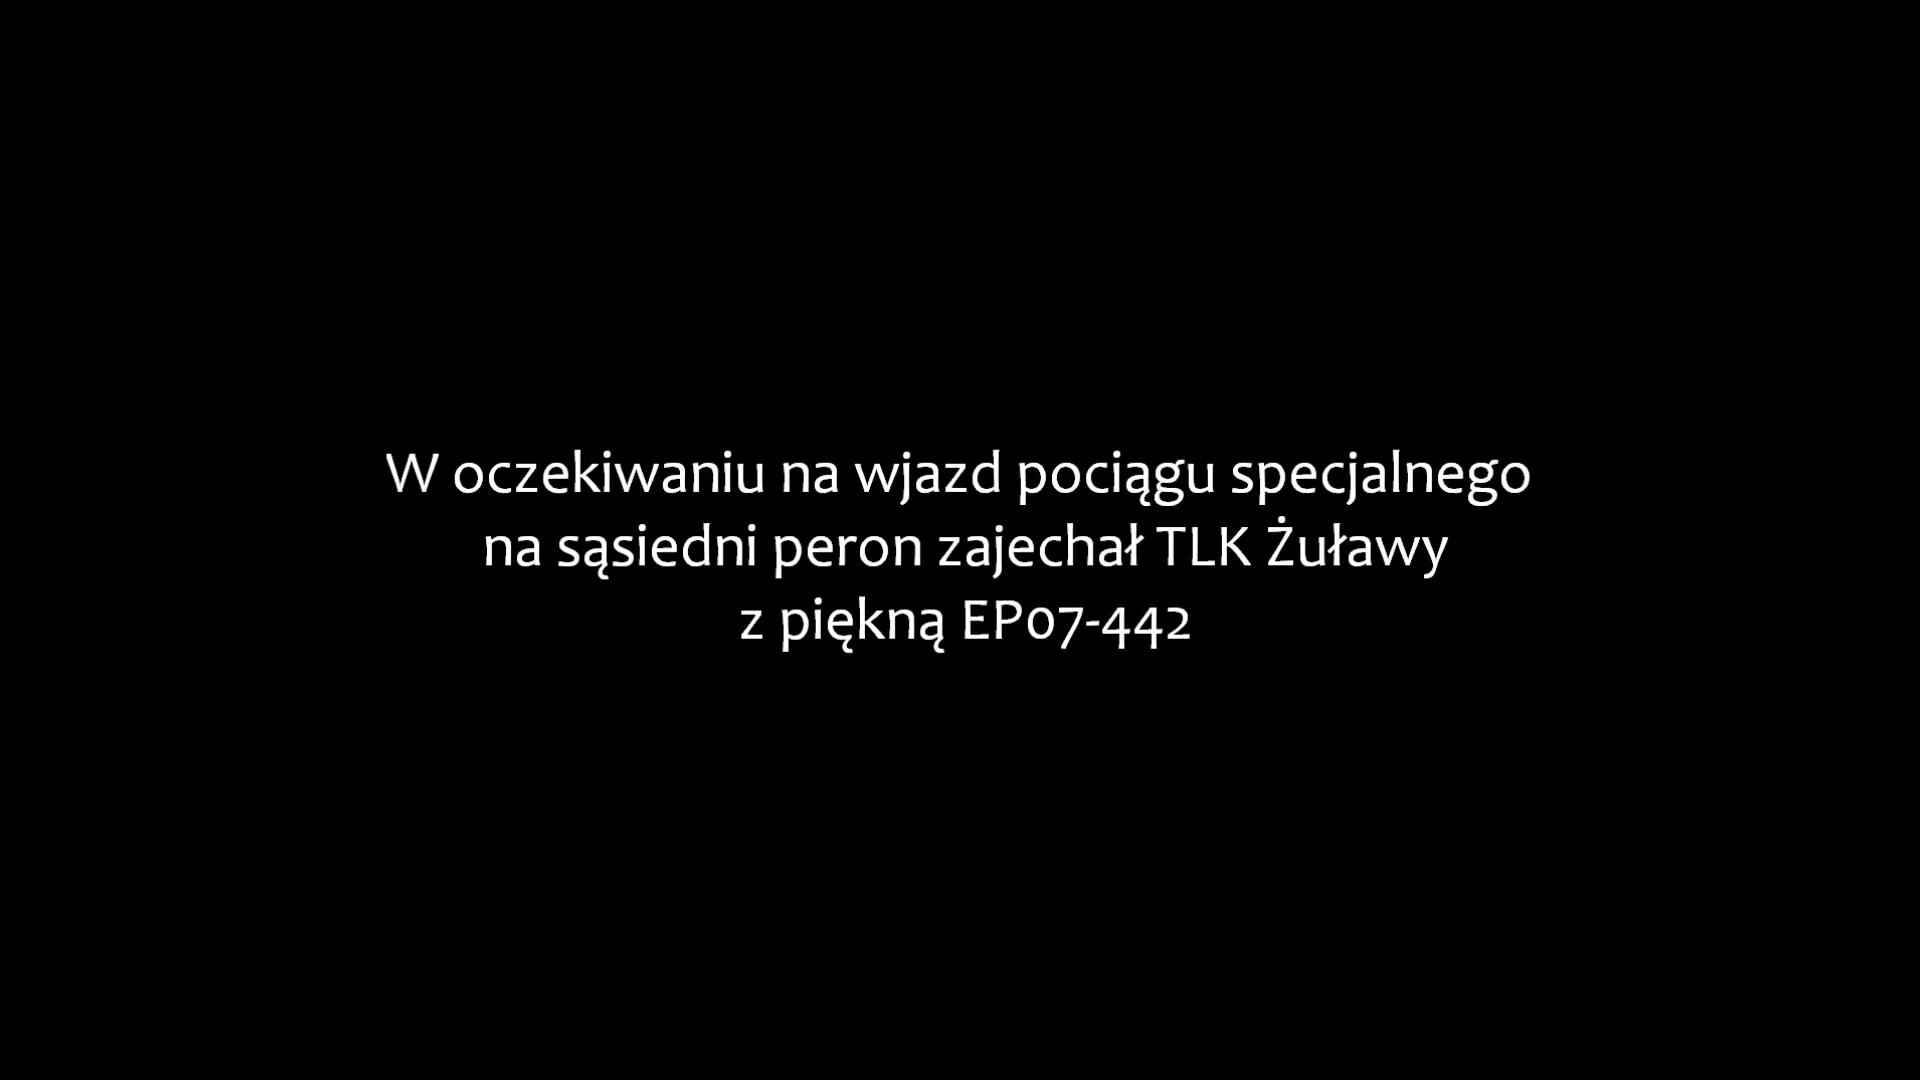 W oczekiwaniu na wjazd pociągu specjalnego
na sąsiedni peron zajechał TLK Żuławy
z piękną EP07-442